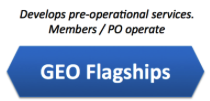 Develops pre-operational services.
Members / PO operate
GEO Flagships